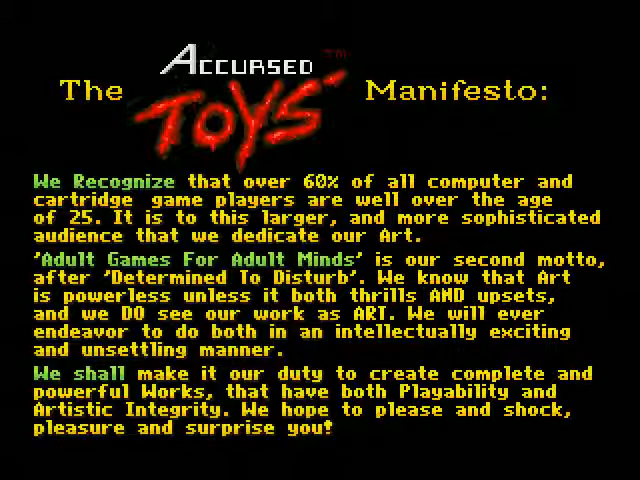 The ACCURSED TOYS™ Manifesto:
We Recognize that over 60% of all computer and
cartridge game players are well over the age
of 25. It is to this larger, and more sophisticated
audience that we dedicate our Art.
'Adult Games For Adult Minds' is our second motto,
after 'Determined To Disturb'. We know that Art
is powerless unless it both thrills AND upsets,
and we DO see our work as ART. We will ever
endeavor to do both in an intellectually exciting
and unsettling manner.
We shall make it our duty to create complete and
powerful Works, that have both Playability and
Artistic Integrity. We hope to please and shock,
pleasure and surprise you!